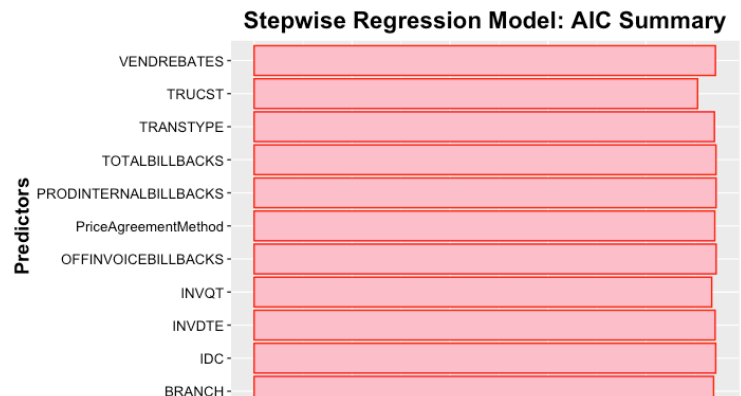 Stepwise Regression Model: AIC Summary
Predictors
VENDREBATES
TRUCST
TRANSTYPE
TOTALBILLBACKS
PRODINTERNALBILLBACKS
PriceAgreementMethod
OFFINVOICEBILLBACKS
INVQT
INVDTE
IDC
BRANCH